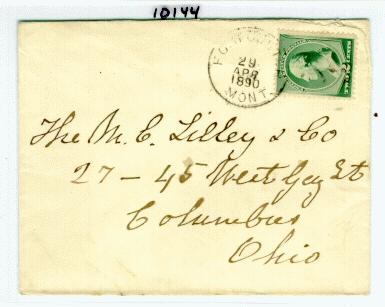 10144
29
APR
1890
MONT.
The M. C. Lilley & Co
27 – 45 West Gay St
Columbus
Ohio